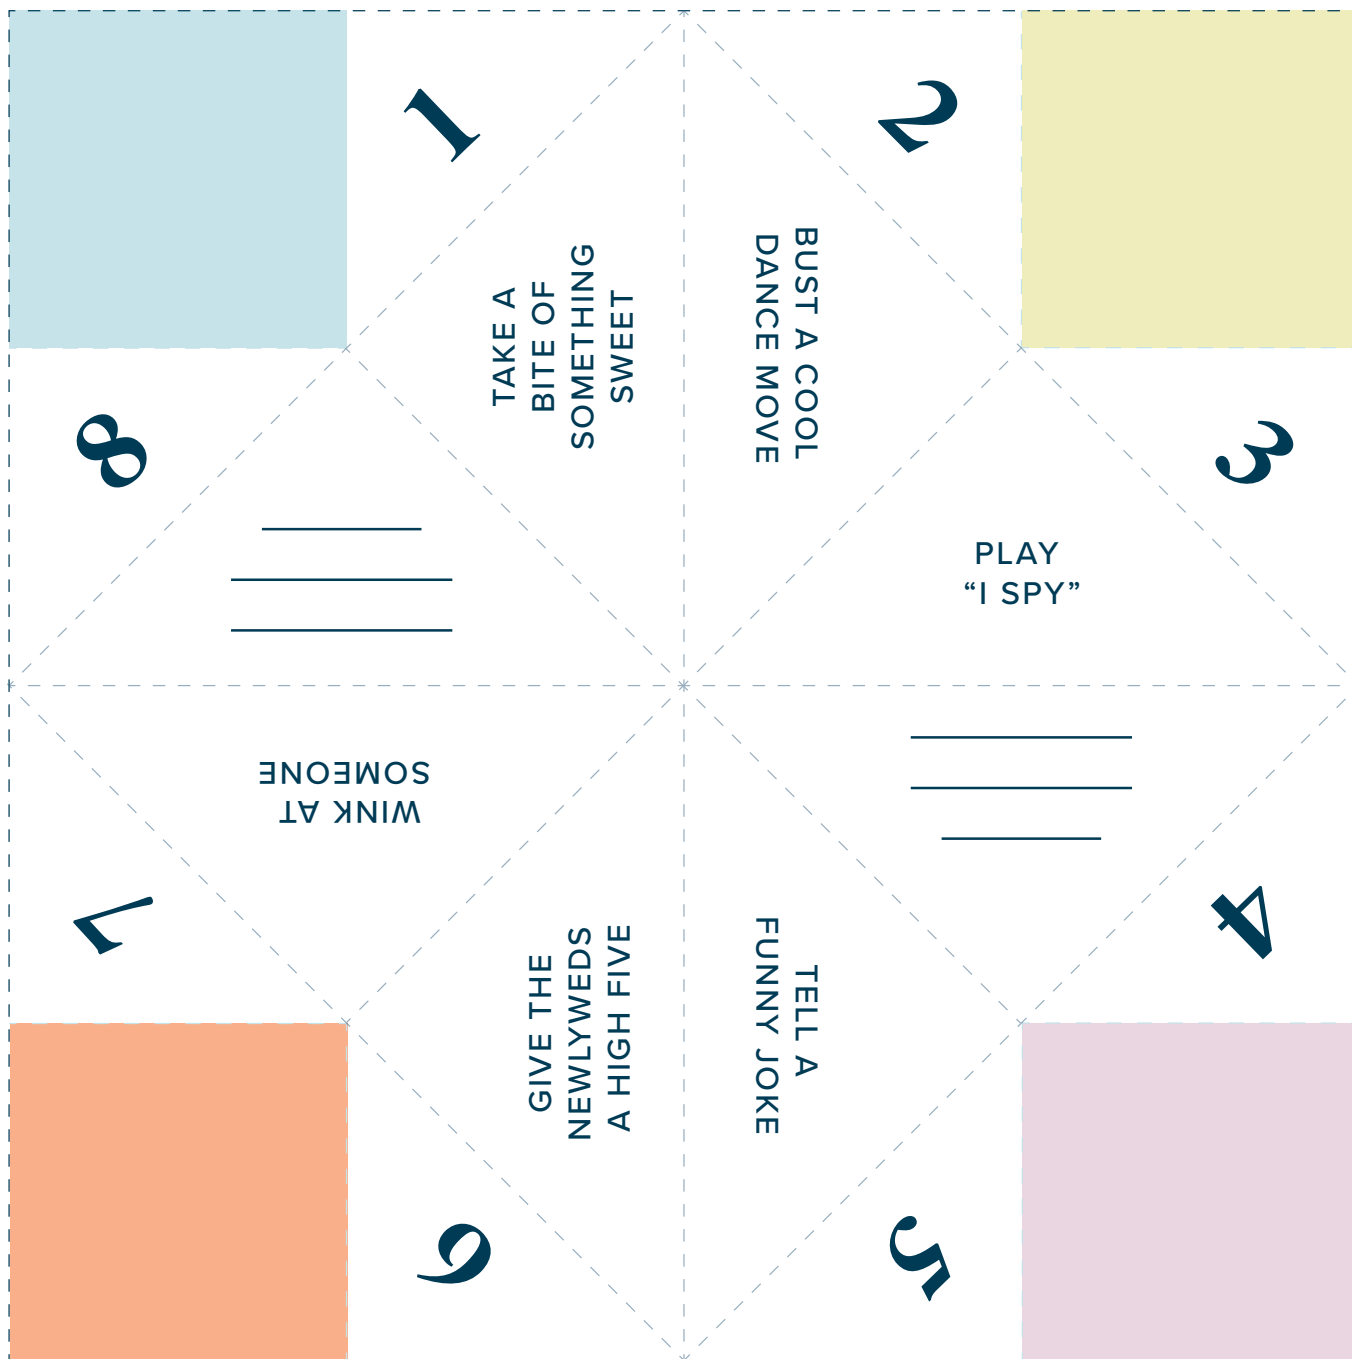 1
2
TAKE A
BITE OF
SOMETHING
SWEET
BUST A COOL
DANCE MOVE
8
3
PLAY
“I SPY”
WINK AT
SOMEONE
7
4
GIVE THE
NEWLYWEDS
A HIGH FIVE
TELL A
FUNNY JOKE
6
5